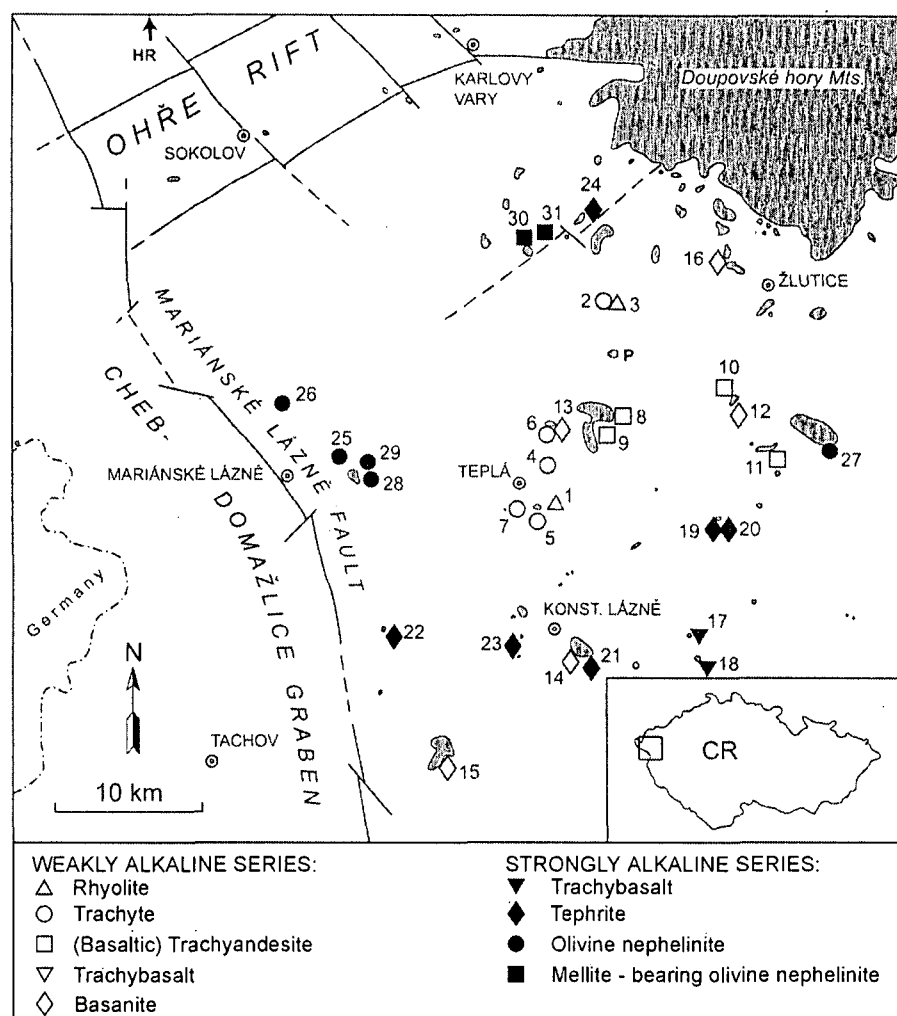 HR
OHŘE RIFT
KARLOVY
VARY
Doupovské hory Mts.
SOKOLOV
24
30
31
16
ŽLUTICE
2
3
P
MARIÁNSKÉ LÁZNĚ FAULT
CHEB-
DOMAŽLICE GRABEN
26
10
12
13
6
8
9
4
25
29
28
MARIÁNSKÉ LÁZNĚ
TEPLÁ
11
27
7
5
1
19
20
Germany
KONST. LÁZNĚ
17
22
23
14
21
18
N
TACHOV
15
10 km
CR
WEAKLY ALKALINE SERIES:
Rhyolite
Trachyte
(Basaltic) Trachyandesite
Trachybasalt
Basanite
STRONGLY ALKALINE SERIES:
Trachybasalt
Tephrite
Olivine nephelinite
Mellite - bearing olivine nephelinite